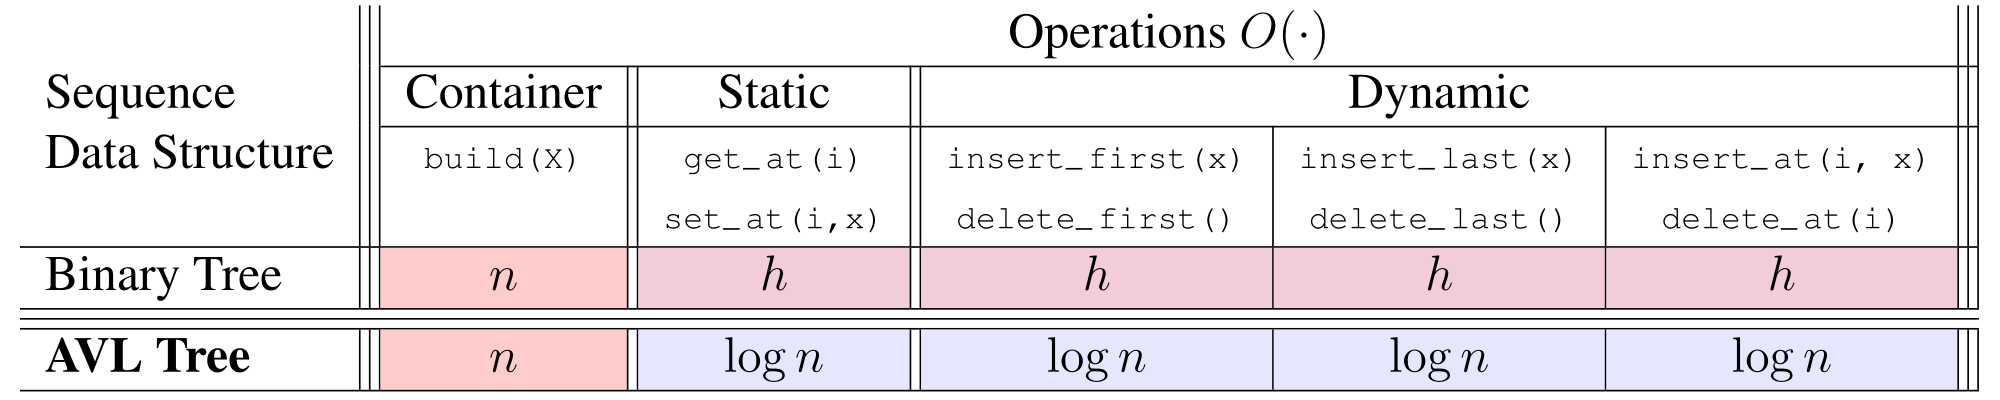 Operations O(·)
Sequence Container Static Dynamic
Data Structure build(X) get_at(i) insert_first(x) insert_last(x) insert_at(i, x)
set_at(i,x) delete_first() delete_last() delete_at(i)
Binary Tree n h h h h
AVL Tree n log n log n log n log n